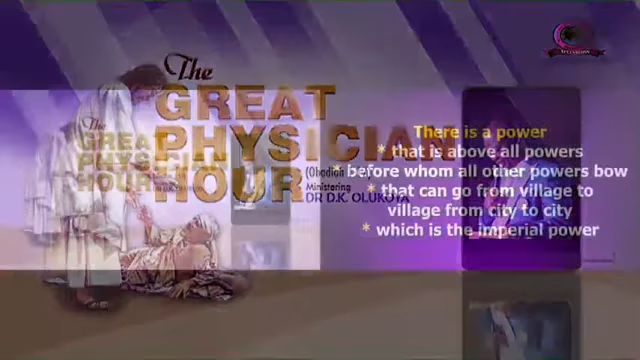 The
GREAT
PHYSICIAN
HOUR
(Obadiah
Ministering
DR D.K. OLUKOYA
The
GREAT
PHYSICIAN
HOUR
There is a power
* that is above all powers
before whom all other powers bow
* that can go from village to
village from city to city
* which is the imperial power